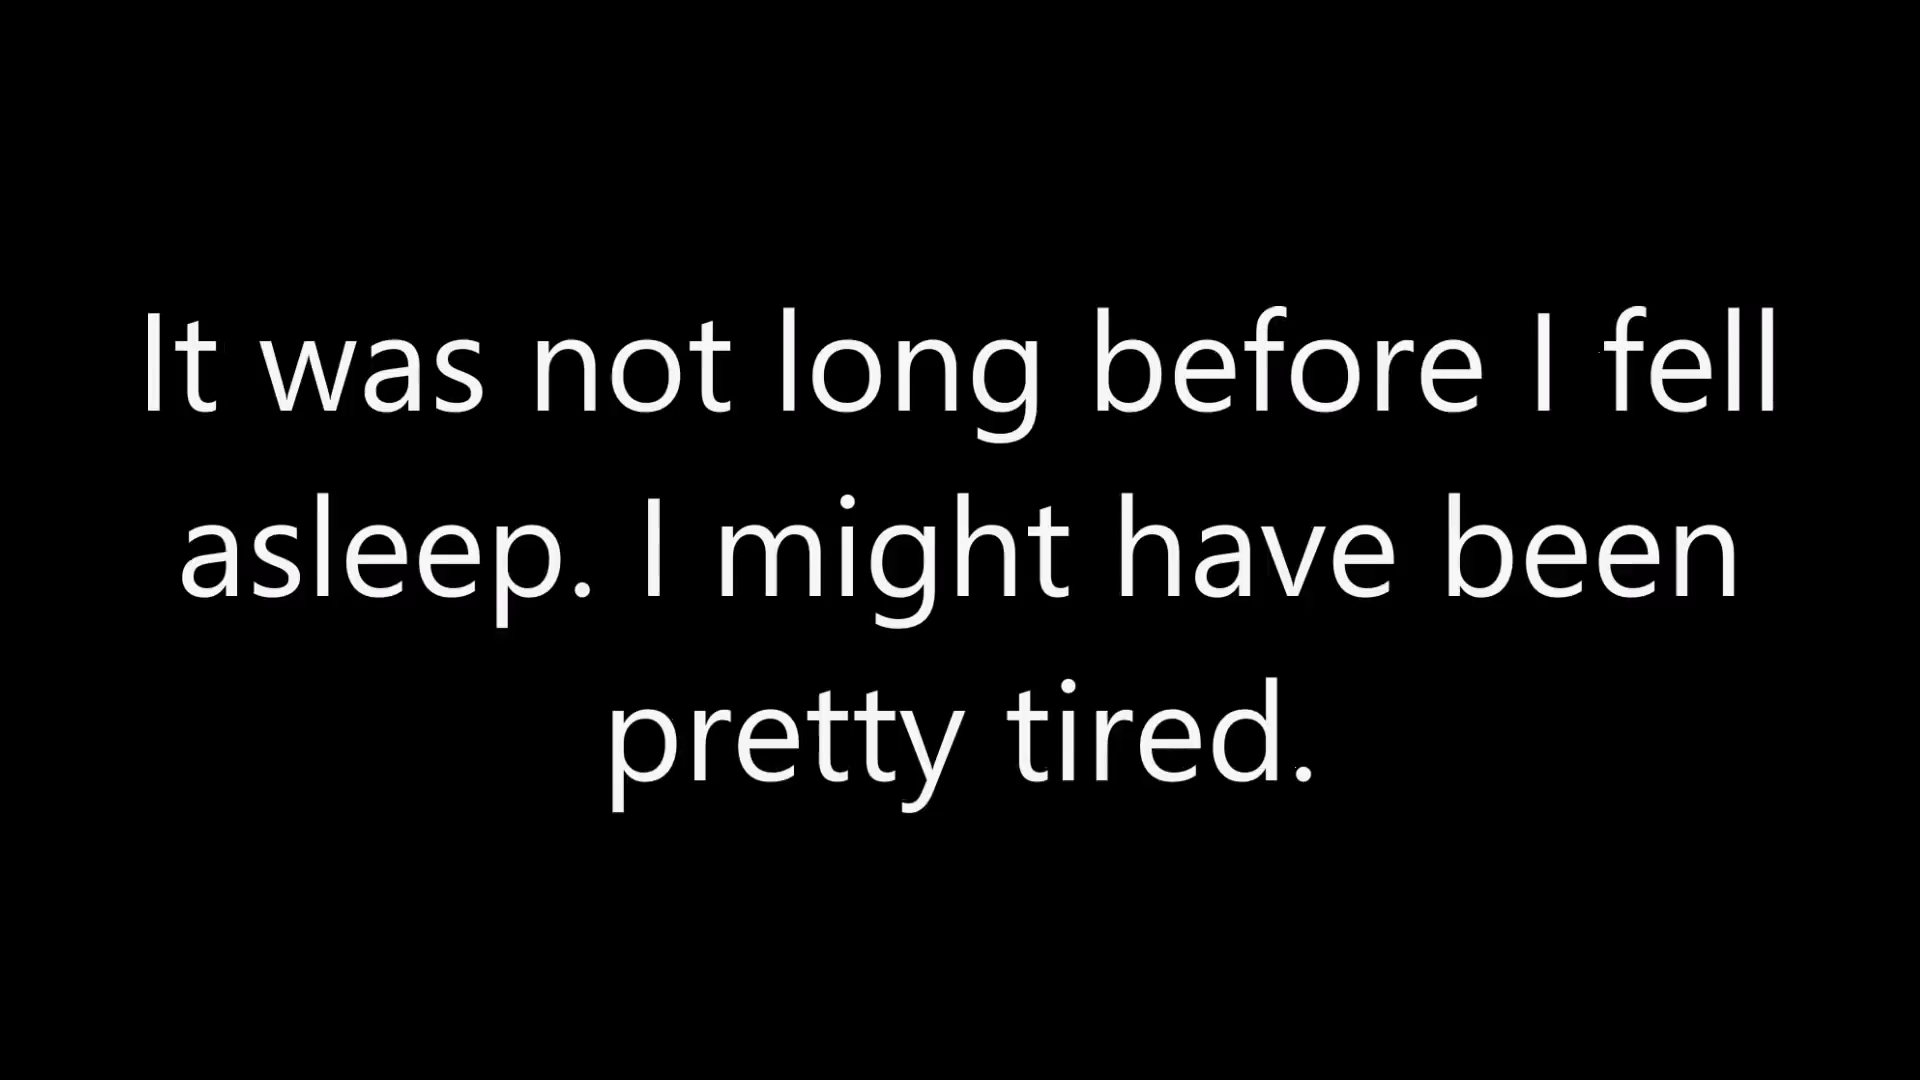 It was not long before I fell
asleep. I might have been
pretty tired.